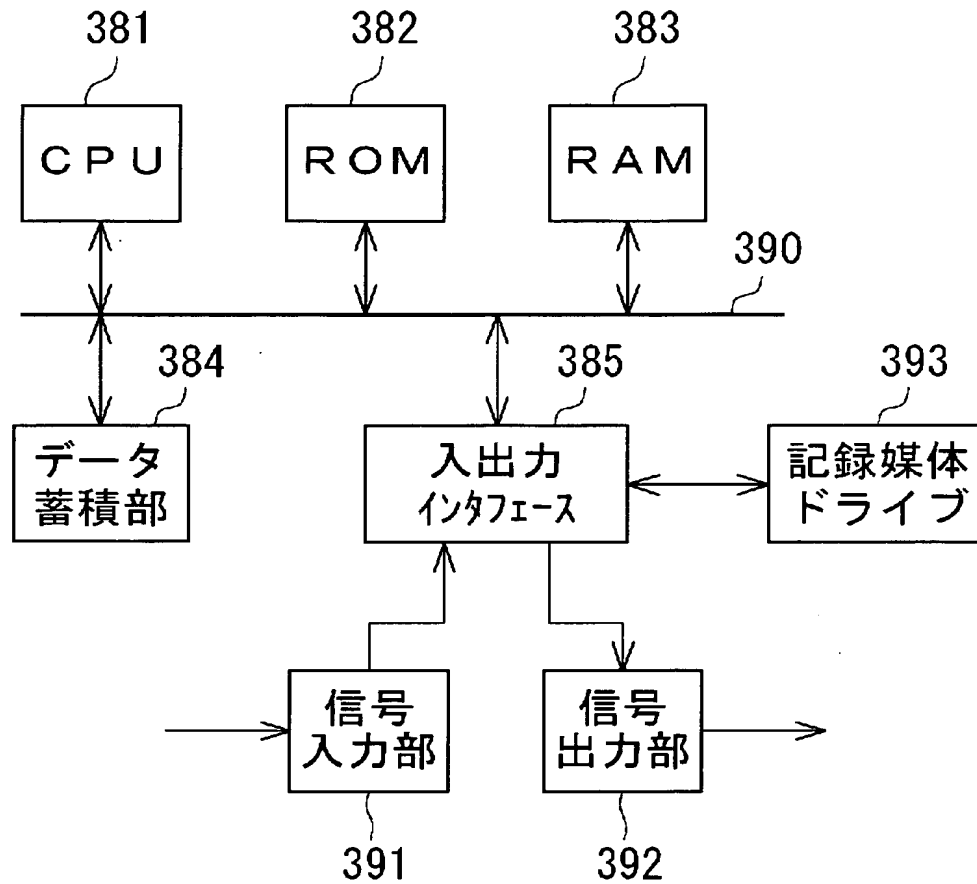 381
382
383
CPU
ROM
RAM
390
384
385
393
データ
蓄積部
入出力
インタフェース
記録媒体
ドライブ
信号
入力部
信号
出力部
391
392